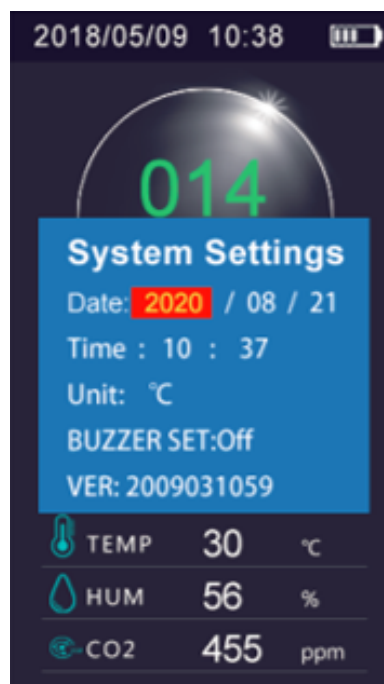 2018/05/09 10:38
014
System Settings
Date: 2020 / 08 / 21
Time : 10 : 37
Unit: ℃
BUZZER SET:Off
VER: 2009031059
TEMP 30 ℃
HUM 56 %
CO2 455 ppm